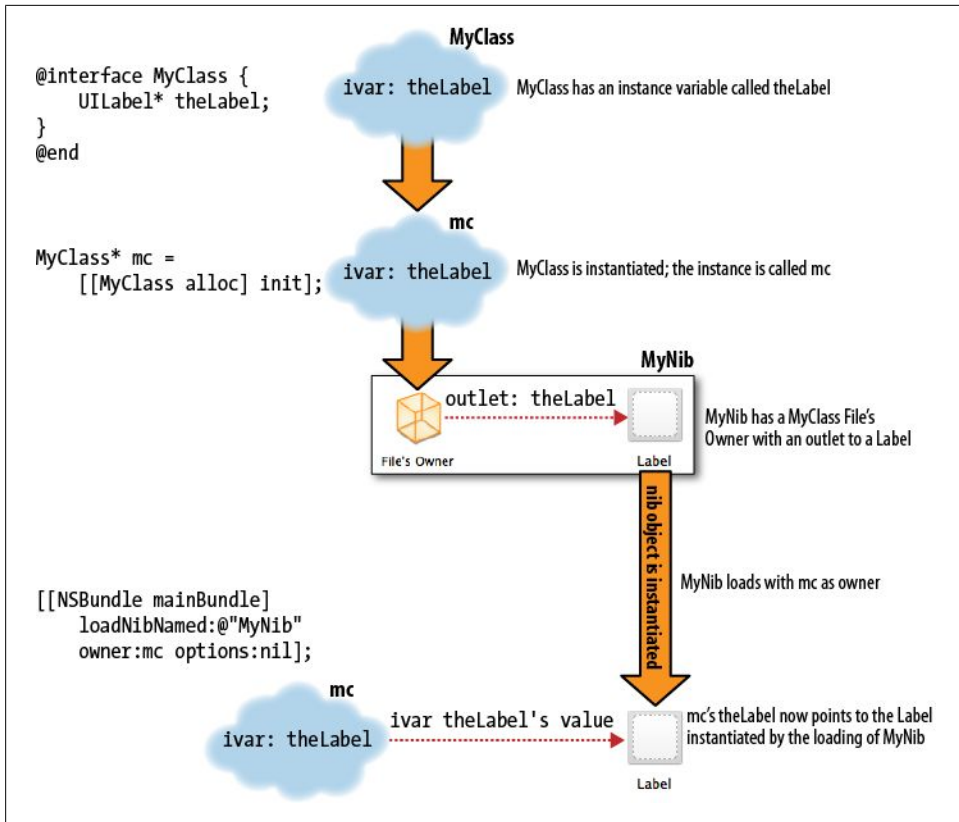 MyClass
@interface MyClass {
    UILabel* theLabel;
}
@end
ivar: theLabel
MyClass has an instance variable called theLabel
mc
MyClass* mc =
    [[MyClass alloc] init];
ivar: theLabel
MyClass is instantiated; the instance is called mc
MyNib
outlet: theLabel
File's Owner
Label
MyNib has a MyClass File's
Owner with an outlet to a Label
nib object is instantiated
MyNib loads with mc as owner
[[NSBundle mainBundle]
    loadNibNamed:@"MyNib"
    owner:mc options:nil];
mc
ivar: theLabel
ivar theLabel's value
Label
mc's theLabel now points to the Label
instantiated by the loading of MyNib